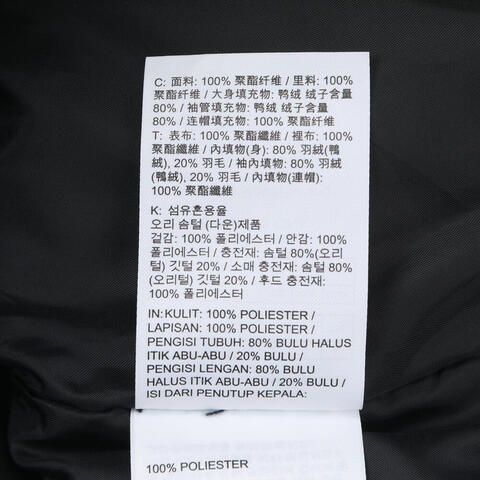 C: 面料: 100% 聚酯纤维 / 里料: 100%
聚酯纤维 / 大身填充物: 鸭绒 绒子含量
80% / 袖管填充物: 鸭绒 绒子含量
80% / 连帽填充物: 100% 聚酯纤维
T: 表布: 100% 聚酯纖維 / 裡布: 100%
聚酯纖維 / 內填物(身): 80% 羽絨(鴨
絨), 20% 羽毛 / 袖內填物: 80% 羽絨
(鴨絨), 20% 羽毛 / 內填物(連帽):
100% 聚酯纖維
K: 섬유혼용율
오리 솜털 (다운)제품
겉감: 100% 폴리에스터 / 안감: 100%
폴리에스터 / 충전재: 솜털 80%(오리
털) 깃털 20% / 소매 충전재: 솜털 80%
(오리털) 깃털 20% / 후드 충전재:
100% 폴리에스터
IN:KULIT: 100% POLIESTER /
LAPISAN: 100% POLIESTER /
PENGISI TUBUH: 80% BULU HALUS
ITIK ABU-ABU / 20% BULU /
PENGISI LENGAN: 80% BULU
HALUS ITIK ABU-ABU / 20% BULU /
ISI DARI PENUTUP KEPALA:
100% POLIESTER